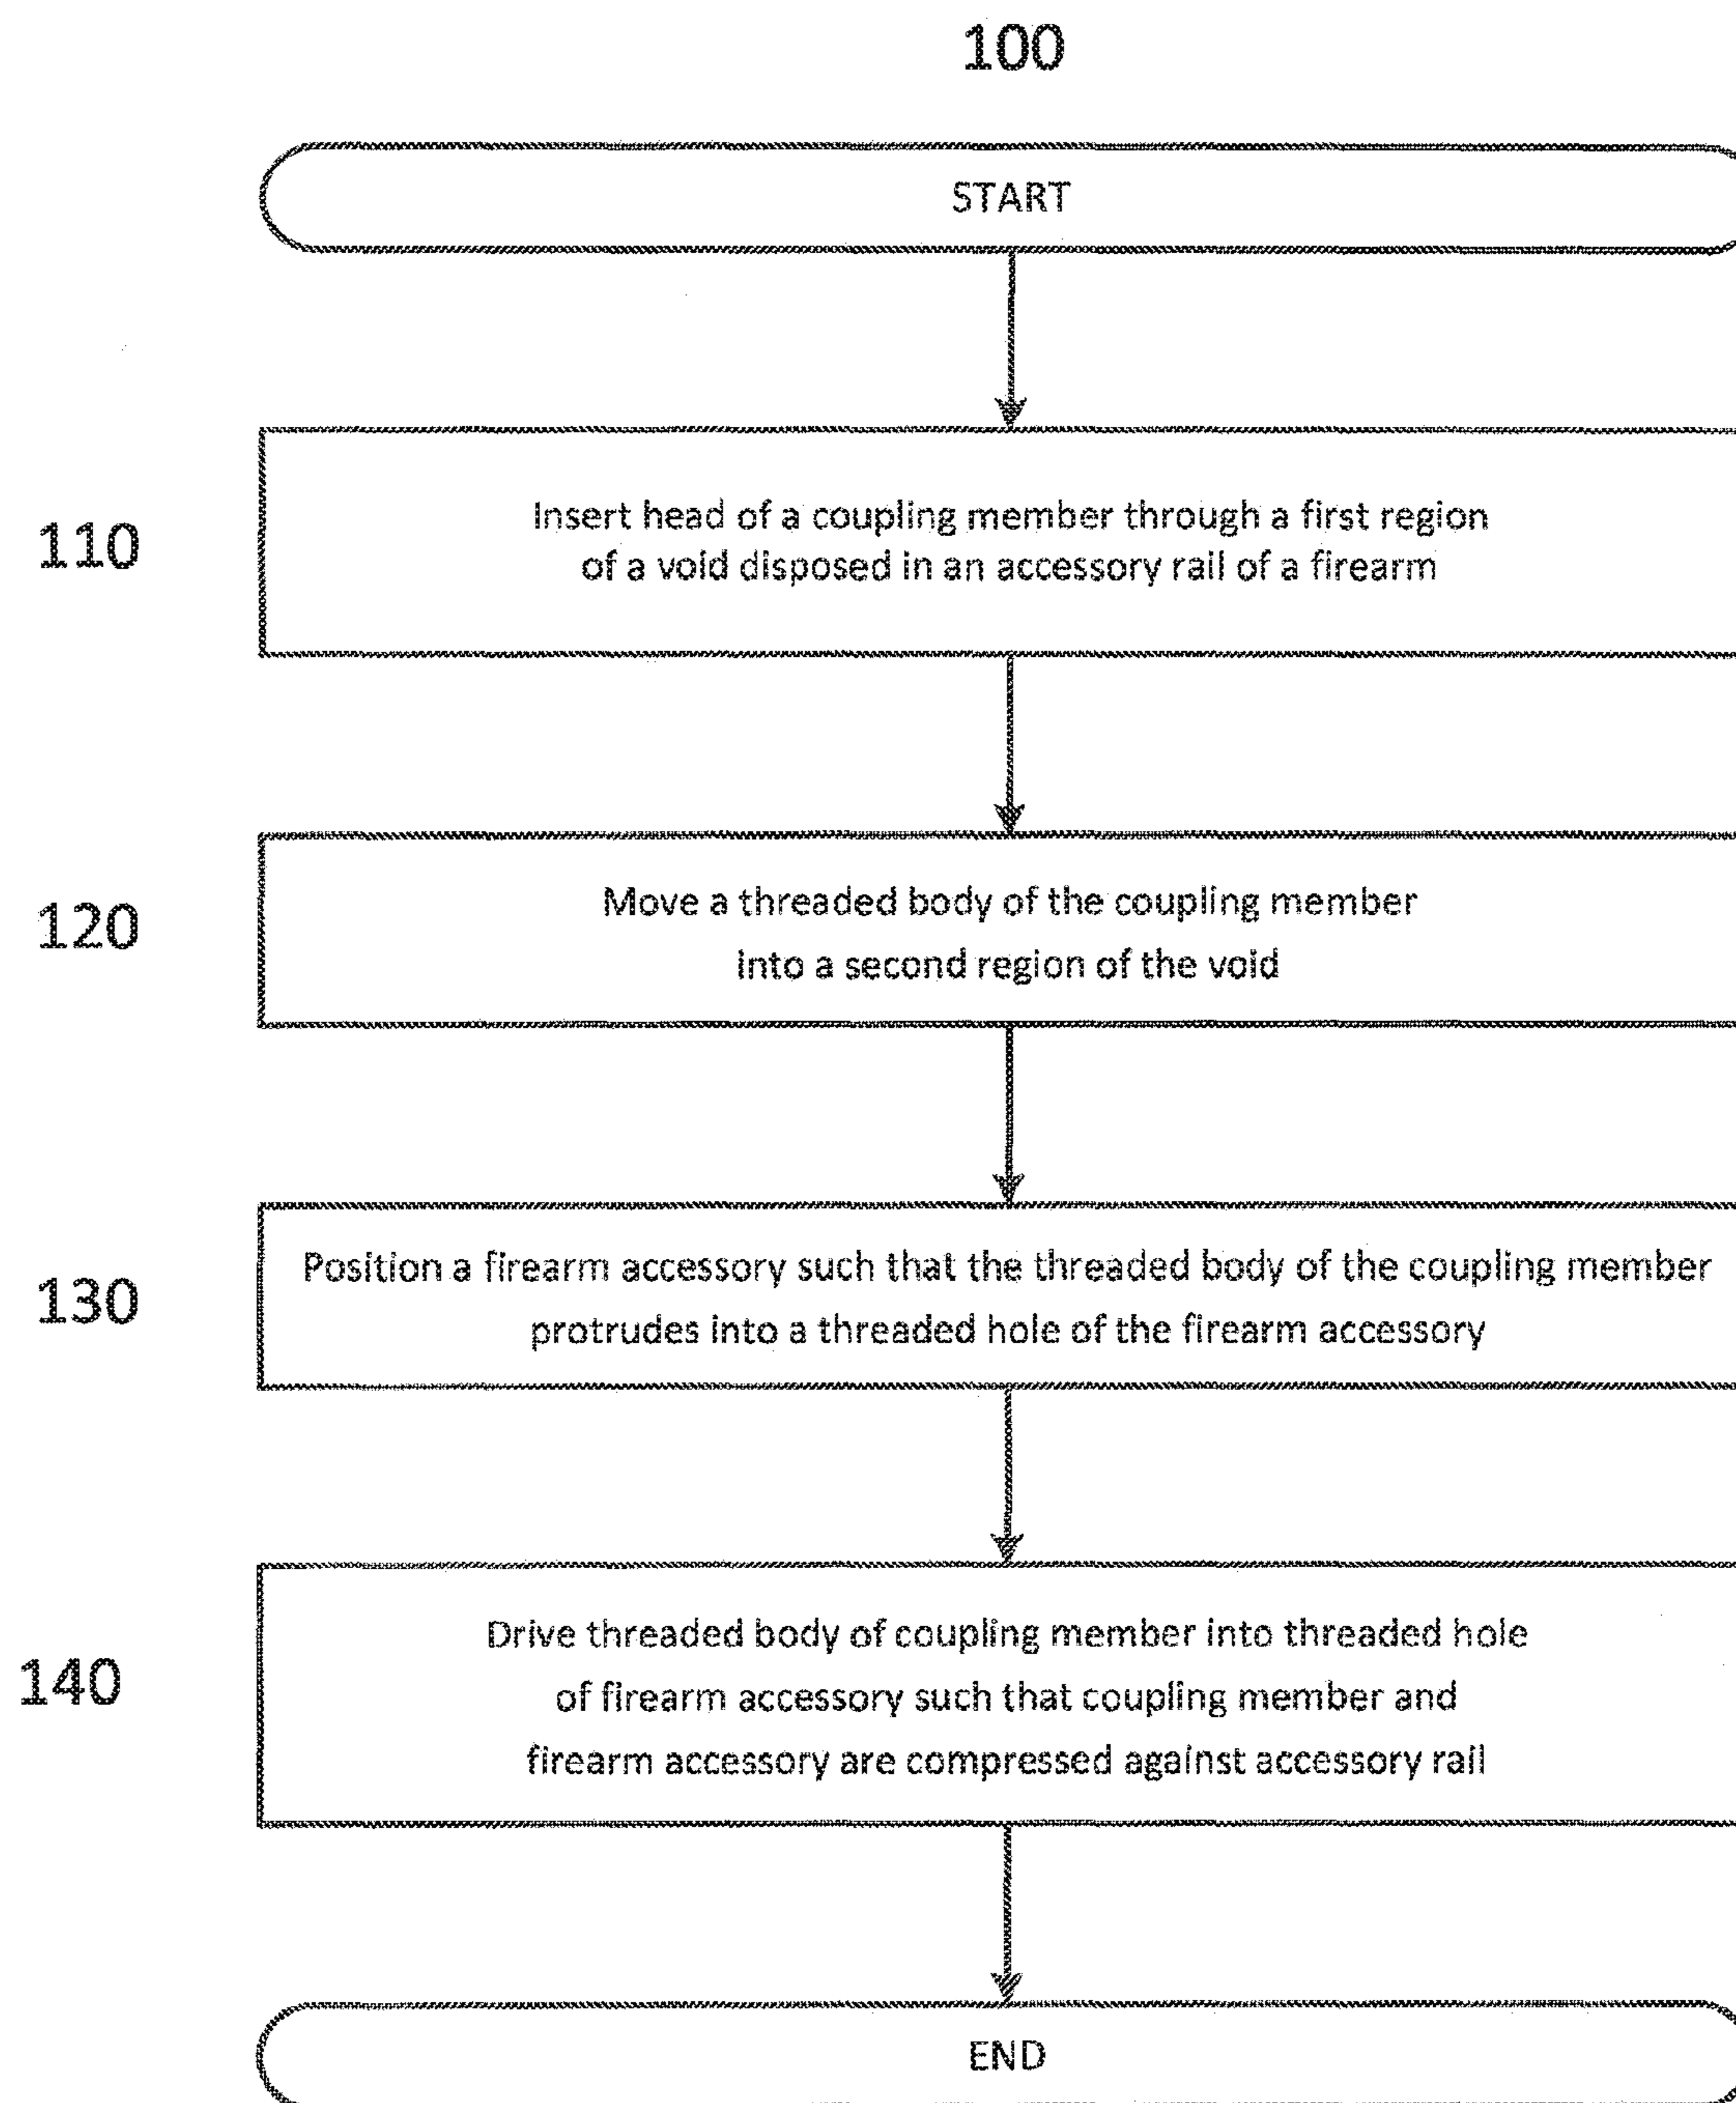 100
START
110
Insert head of a coupling member through a first region
of a void disposed in an accessory rail of a firearm
120
Move a threaded body of the coupling member
into a second region of the void
130
Position a firearm accessory such that the threaded body of the coupling member
protrudes into a threaded hole of the firearm accessory
140
Drive threaded body of coupling member into threaded hole
of firearm accessory such that coupling member and
firearm accessory are compressed against accessory rail
END